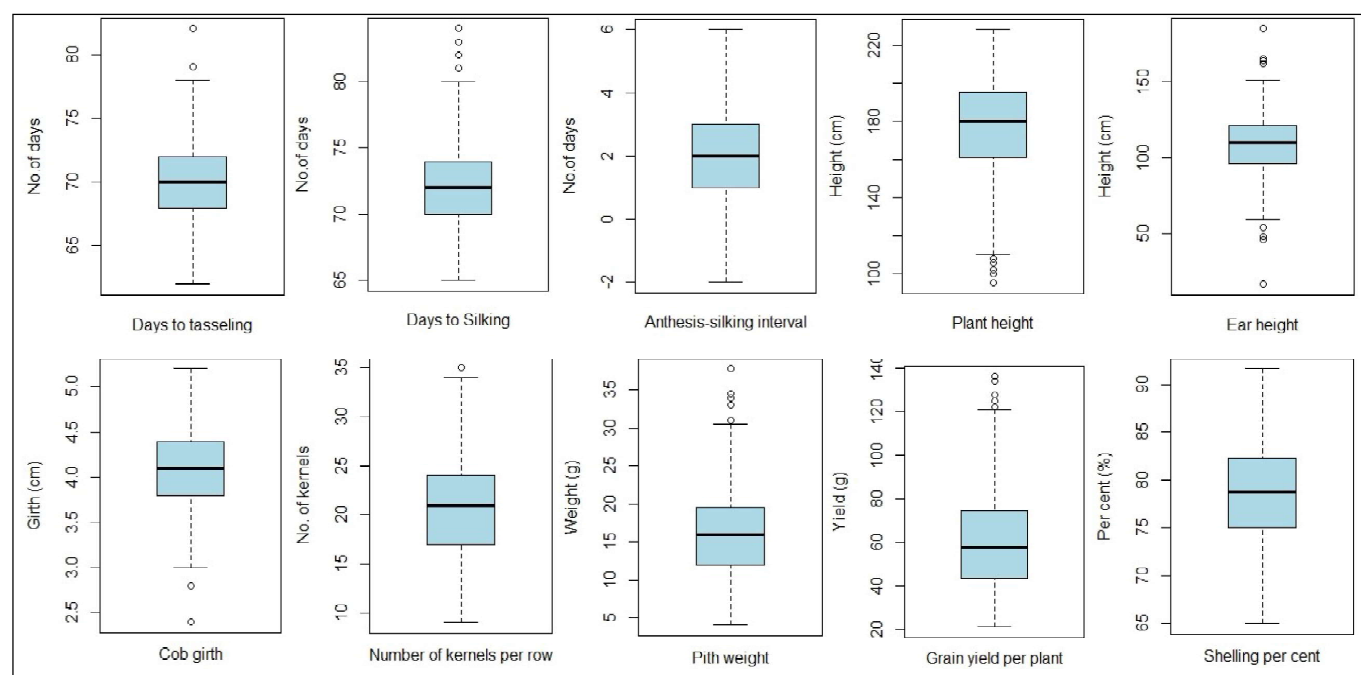 No.of days
80
75
70
65
Days to tasseling
No.of days
80
75
70
65
Days to Silking
Nc.of days
6
4
2
0
-2
Anthesis-silking interval
Height (cm)
220
180
140
100
Plant height
Height (cm)
150
100
50
Ear height
Girth (cm)
5.0
4.5
4.0
3.5
3.0
2.5
Cob girth
No. of kernels
35
30
25
20
15
10
Number of kernels per row
Weight (g)
35
30
25
20
15
10
5
Pith weight
Yield (g)
140
120
100
80
60
40
20
Grain yield per plant
Per cent (%)
90
85
80
75
70
65
Shelling per cent